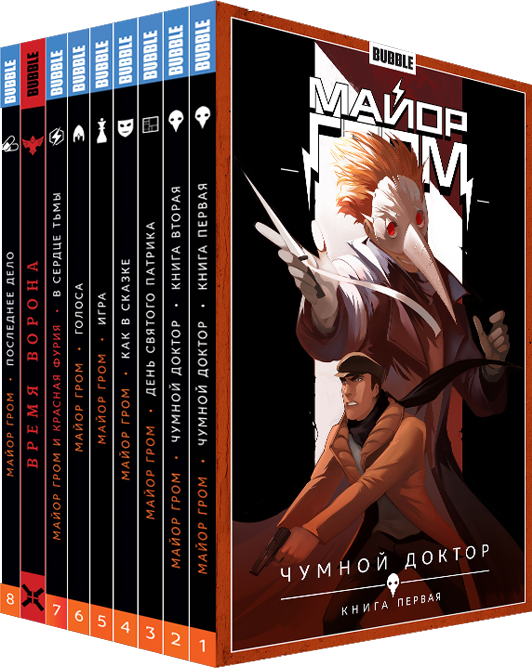 BUBBLE
МАЙОР
ГРОМ
ЧУМНОЙ ДОКТОР
КНИГА ПЕРВАЯ
BUBBLE
МАЙОР ГРОМ • ПОСЛЕДНЕЕ ДЕЛО
8
BUBBLE
ВРЕМЯ ВОРОНА
BUBBLE
МАЙОР ГРОМ И КРАСНАЯ ФУРИЯ • В СЕРДЦЕ ТЬМЫ
7
BUBBLE
МАЙОР ГРОМ • ГОЛОСА
6
BUBBLE
МАЙОР ГРОМ • ИГРА
5
BUBBLE
МАЙОР ГРОМ • КАК В СКАЗКЕ
4
BUBBLE
МАЙОР ГРОМ • ДЕНЬ СВЯТОГО ПАТРИКА
3
BUBBLE
МАЙОР ГРОМ • ЧУМНОЙ ДОКТОР • КНИГА ВТОРАЯ
2
BUBBLE
МАЙОР ГРОМ • ЧУМНОЙ ДОКТОР • КНИГА ПЕРВАЯ
1